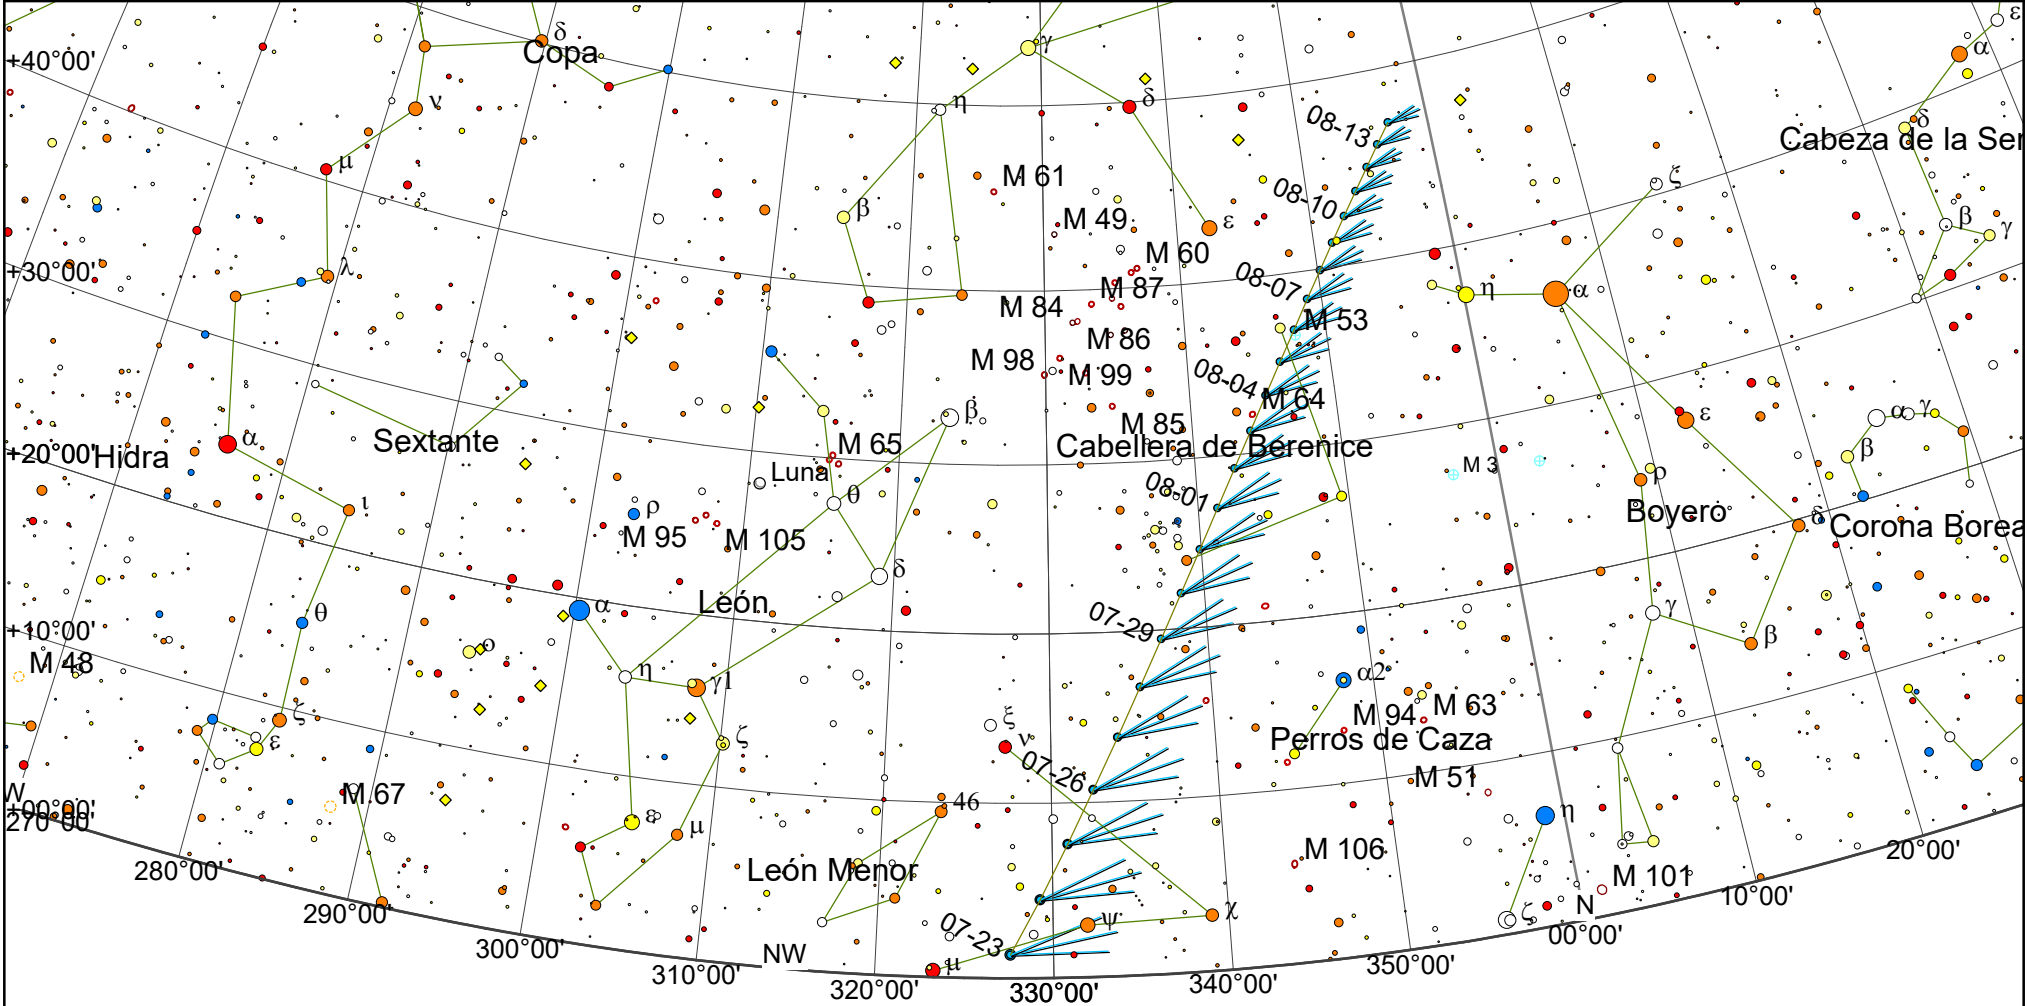 ε
δ
Copa
γ
α
+40°00'
ν
η
δ
08-13
δ
Cabeza de la Ser
μ
M 61
ζ
08-10
β
M 49
ε
β
γ
M 60
+30°00'
λ
08-07
M 87
η
α
M 84
M 53
M 86
M 98
M 99
08-04
M 64
β
ε
α
γ
M 85
α
Sextante
M 65
Cabellera de Berenice
β
+20°00'
Hidra
Luna
M 3
ρ
08-01
θ
ι
ρ
Boyero
δ
Corona Borea
M 95
M 105
δ
α
León
θ
γ
+10°00'
07-29
β
ο
M 48
η
γ1
α2
M 63
ζ
ξ
M 94
ζ
ν
Perros de Caza
ε
07-26
M 51
M 67
W
+00°00'
270°00'
46
η
ε
μ
M 106
20°00'
280°00'
León Menor
M 101
10°00'
290°00'
χ
ψ
ζ
N
300°00'
07-23
00°00'
NW
μ
310°00'
350°00'
320°00'
330°00'
340°00'